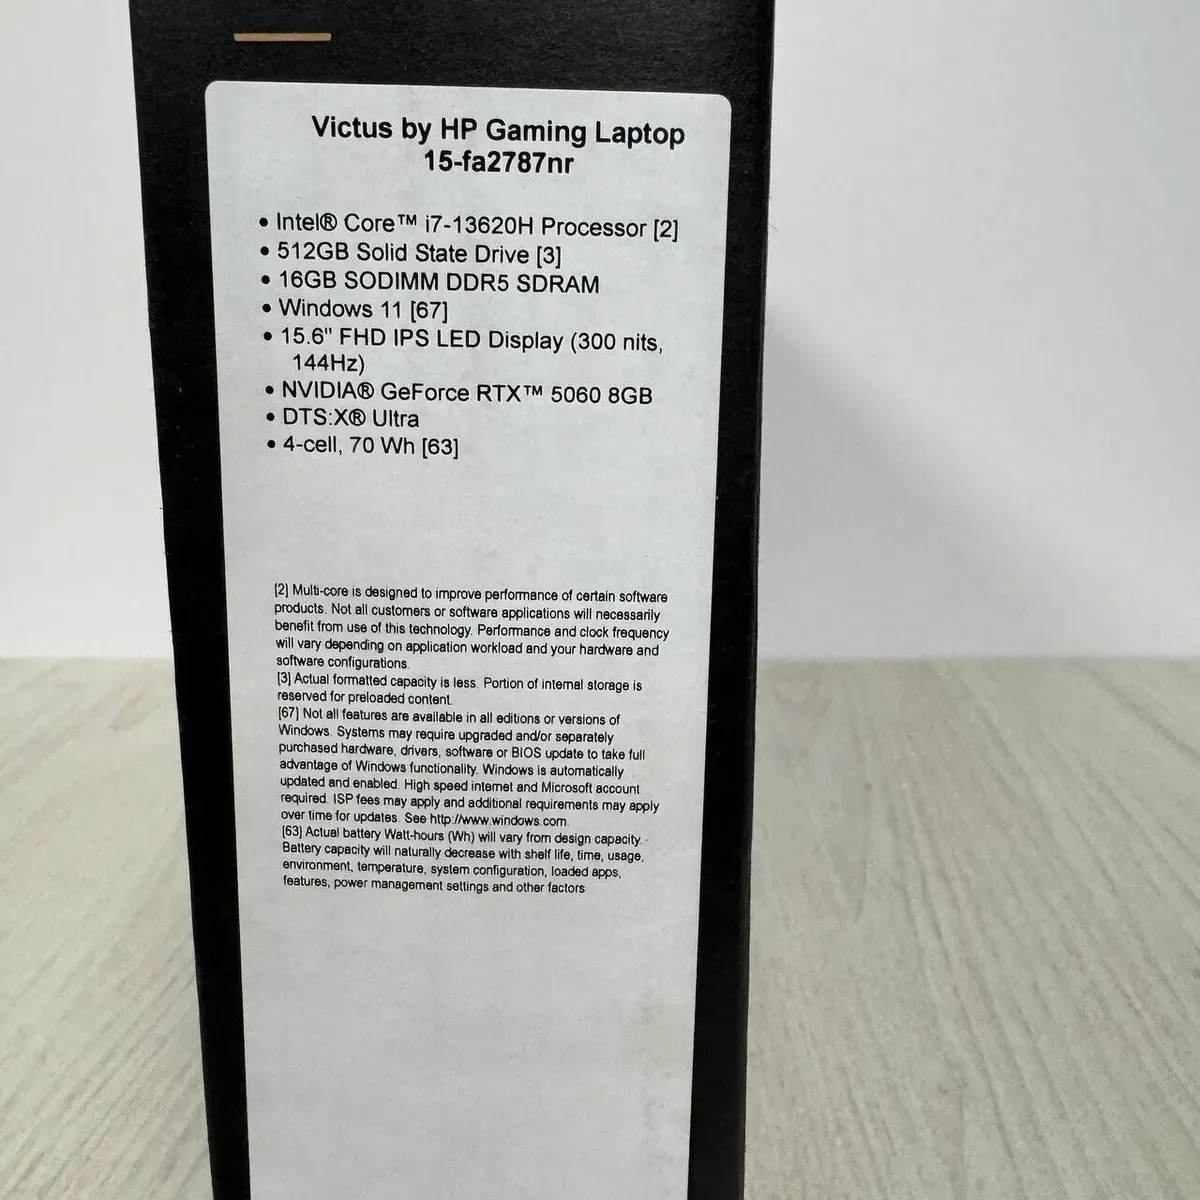 Victus by HP Gaming Laptop
15-fa2787nr
• Intel® Core™ i7-13620H Processor [2]
• 512GB Solid State Drive [3]
• 16GB SODIMM DDR5 SDRAM
• Windows 11 [67]
• 15.6" FHD IPS LED Display (300 nits,
144Hz)
• NVIDIA® GeForce RTX™ 5060 8GB
• DTS:X® Ultra
• 4-cell, 70 Wh [63]
[2] Multi-core is designed to improve performance of certain software
products. Not all customers or software applications will necessarily
benefit from use of this technology. Performance and clock frequency
will vary depending on application workload and your hardware and
software configurations.
[3] Actual formatted capacity is less. Portion of internal storage is
reserved for preloaded content.
[67] Not all features are available in all editions or versions of
Windows. Systems may require upgraded and/or separately
purchased hardware, drivers, software or BIOS update to take full
advantage of Windows functionality. Windows is automatically
updated and enabled. High speed internet and Microsoft account
required. ISP fees may apply and additional requirements may apply
over time for updates. See http://www.windows.com.
[63] Actual battery Watt-hours (Wh) will vary from design capacity.
Battery capacity will naturally decrease with shelf life, time, usage,
environment, temperature, system configuration, loaded apps,
features, power management settings and other factors